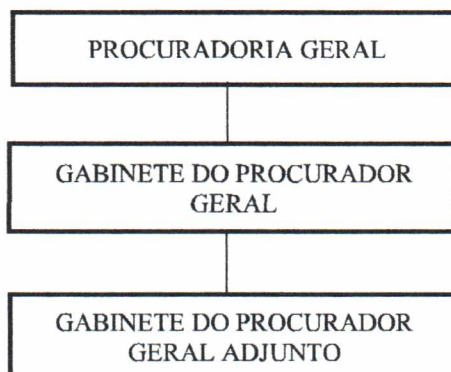 PROCURADORIA GERAL
GABINETE DO PROCURADOR
GERAL
GABINETE DO PROCURADOR
GERAL ADJUNTO